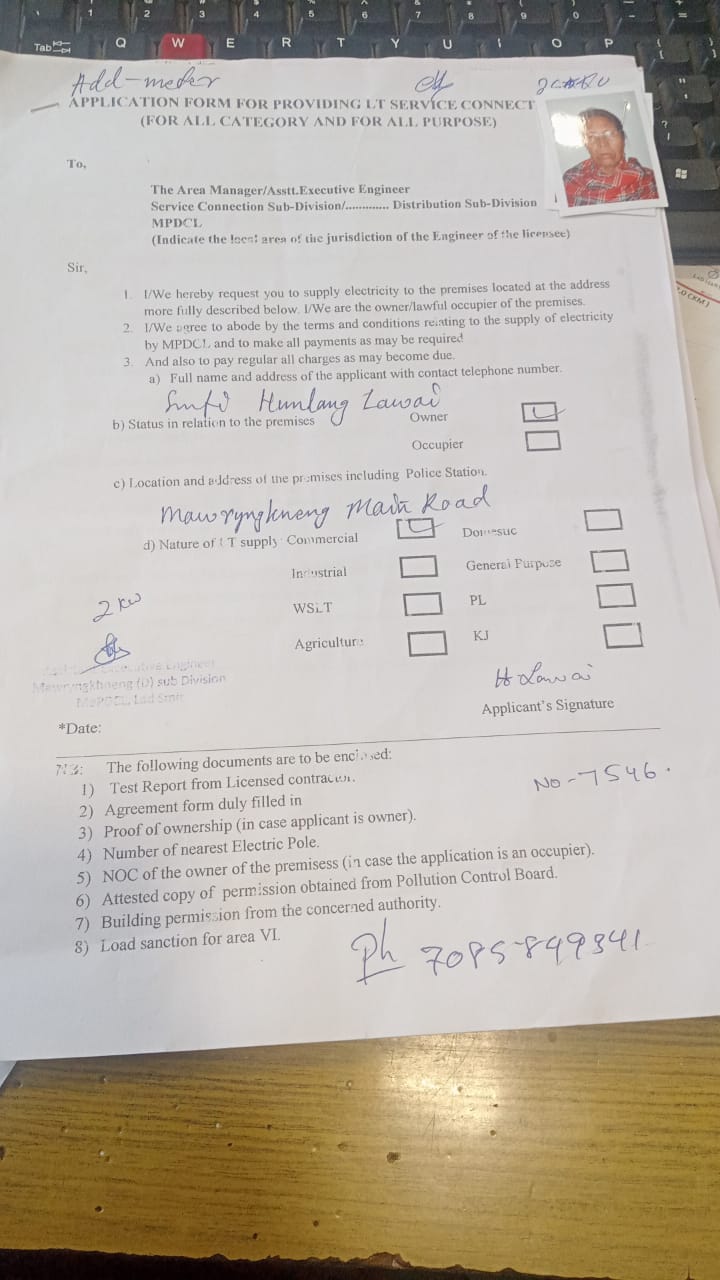 Add-meter
APPLICATION FORM FOR PROVIDING LT SERVICE CONNECT
(FOR ALL CATEGORY AND FOR ALL PURPOSE)
To,
The Area Manager/Asstt.Executive Engineer
Service Connection Sub-Division/............. Distribution Sub-Division
MPDCL
(Indicate the local area of the jurisdiction of the Engineer of the licensee)
Sir,
1. I/We hereby request you to supply electricity to the premises located at the address
more fully described below. I/We are the owner/lawful occupier of the premises.
2. I/We agree to abode by the terms and conditions relating to the supply of electricity
by MPDCL and to make all payments as may be required
3. And also to pay regular all charges as may become due.
a) Full name and address of the applicant with contact telephone number.
Hunlang Lawai
b) Status in relation to the premises Owner
Occupier
c) Location and address of the premises including Police Station.
Mawryngkneng Main Road
d) Nature of LT supply Commercial Domestic
Industrial General Purpose
2 KW
WSLT PL
Agriculture KJ
Executive Engineer
Mawryngkhneng (D) sub Division
MePDCL, Lad Smit
H Lawai
Applicant's Signature
*Date:
NB: The following documents are to be enclosed:
1) Test Report from Licensed contractor.
2) Agreement form duly filled in
3) Proof of ownership (in case applicant is owner).
4) Number of nearest Electric Pole.
5) NOC of the owner of the premisess (in case the application is an occupier).
6) Attested copy of permission obtained from Pollution Control Board.
7) Building permission from the concerned authority.
8) Load sanction for area VI.
No-7546.
Ph 7085849341